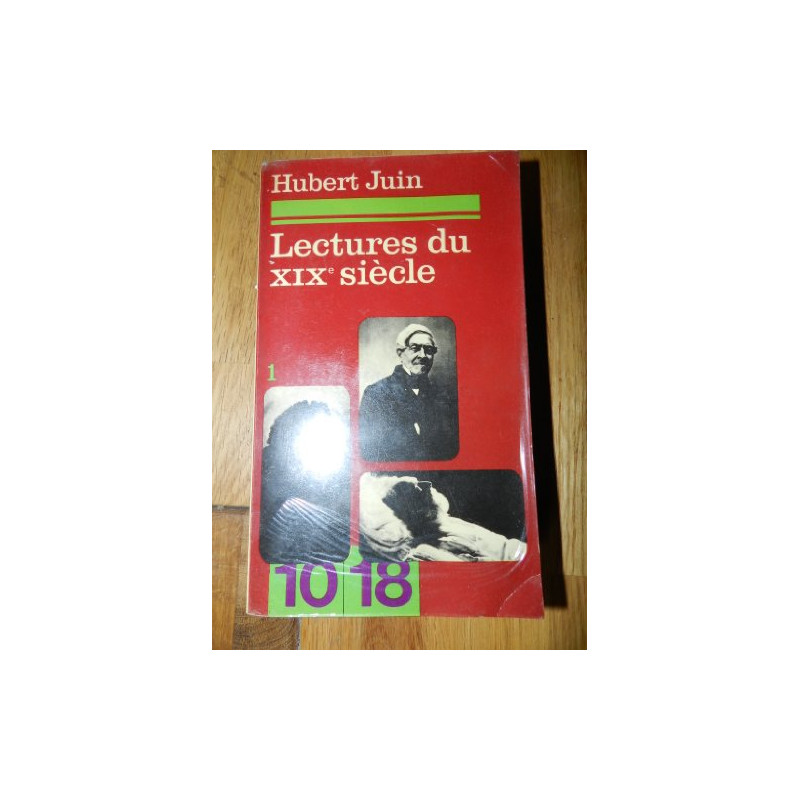 Hubert Juin
Lectures du
XIXe siècle
1
10 18